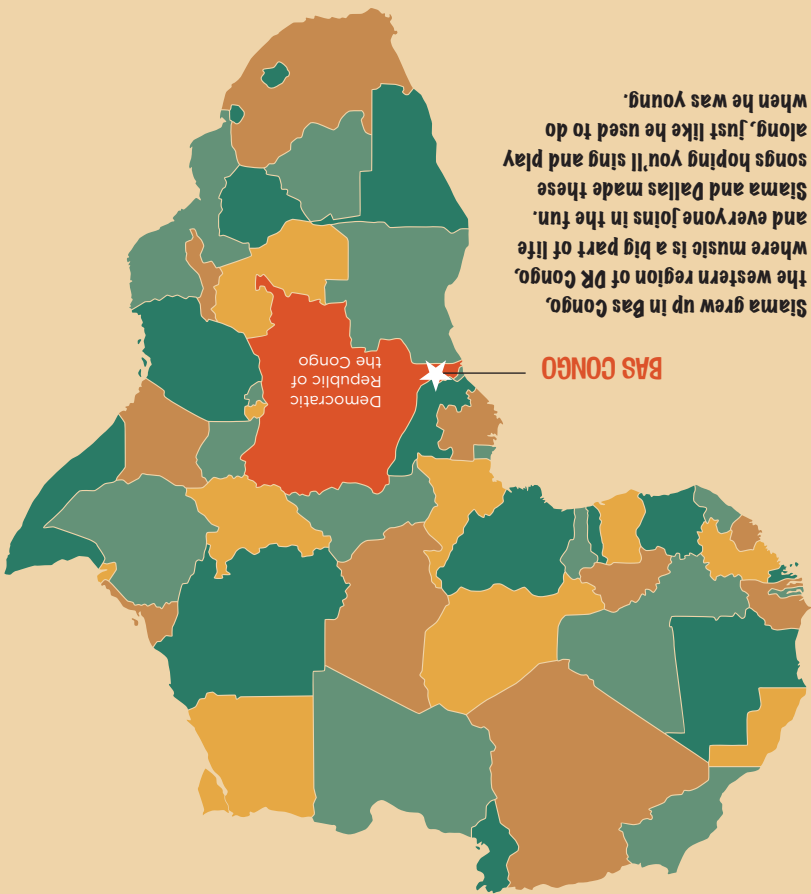 Democratic
Republic of
the Congo
BAS CONGO
Siama grew up in Bas Congo,
the western region of DR Congo,
where music is a big part of life
and everyone joins in the fun.
Siama and Dallas made these
songs hoping you'll sing and play
along, just like he used to do
when he was young.